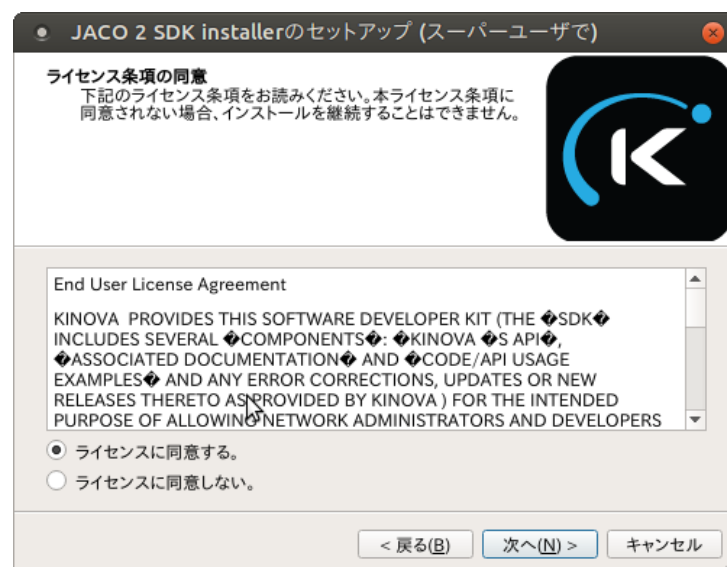 JACO 2 SDK installerのセットアップ (スーパーユーザで)
ライセンス条項の同意
下記のライセンス条項をお読みください。本ライセンス条項に
同意されない場合、インストールを継続することはできません。
K
End User License Agreement
KINOVA  PROVIDES THIS SOFTWARE DEVELOPER KIT (THE �SDK�
INCLUDES SEVERAL �COMPONENTS�: �KINOVA �S API�,
�ASSOCIATED DOCUMENTATION� AND �CODE/API USAGE
EXAMPLES� AND ANY ERROR CORRECTIONS, UPDATES OR NEW
RELEASES THERETO AS PROVIDED BY KINOVA ) FOR THE INTENDED
PURPOSE OF ALLOWING NETWORK ADMINISTRATORS AND DEVELOPERS
ライセンスに同意する。
ライセンスに同意しない。
< 戻る(B) 次へ(N) > キャンセル